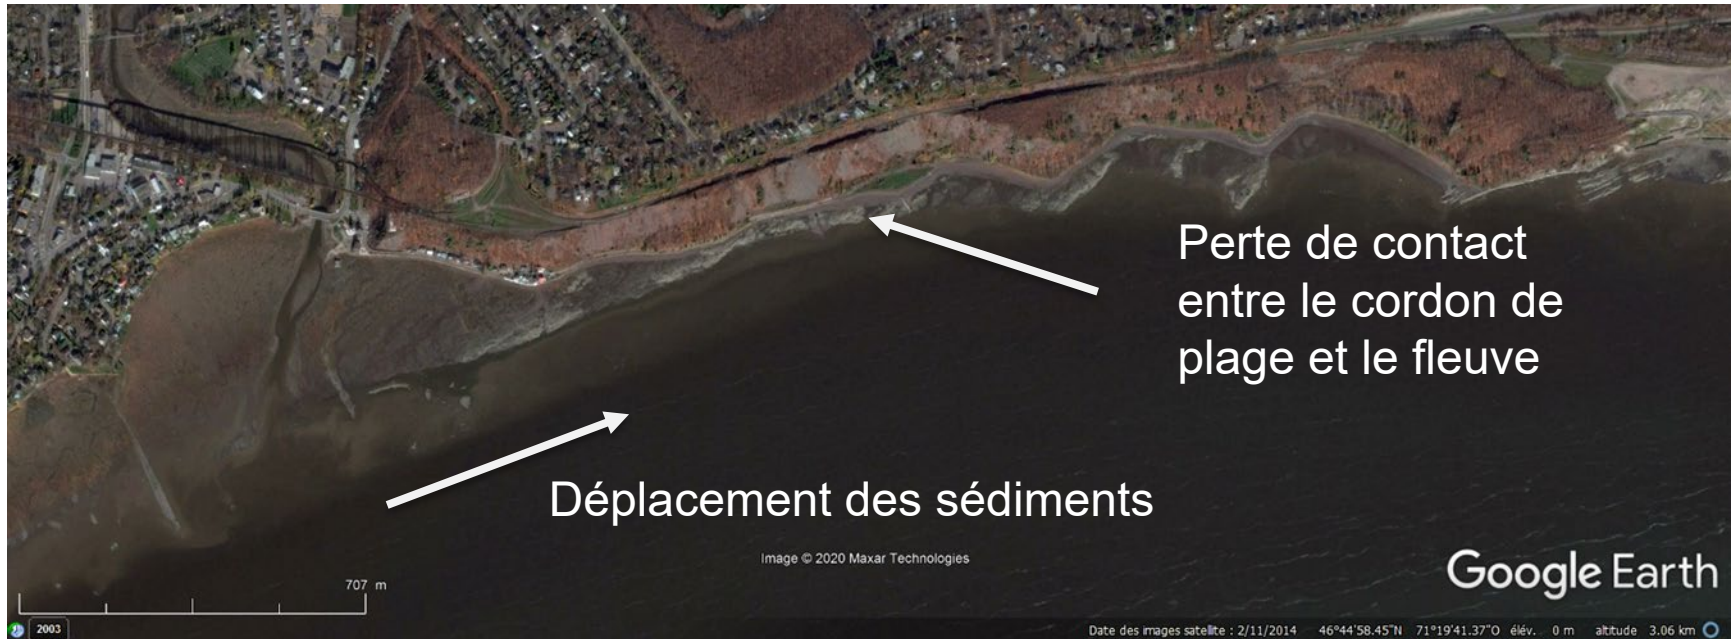 Perte de contact
entre le cordon de
plage et le fleuve
Déplacement des sédiments
Image © 2020 Maxar Technologies
Google Earth
707 m
2003
Date des images satellite : 2/11/2014 46°44'58.45"N 71°19'41.37"O élév. 0 m altitude 3.06 km